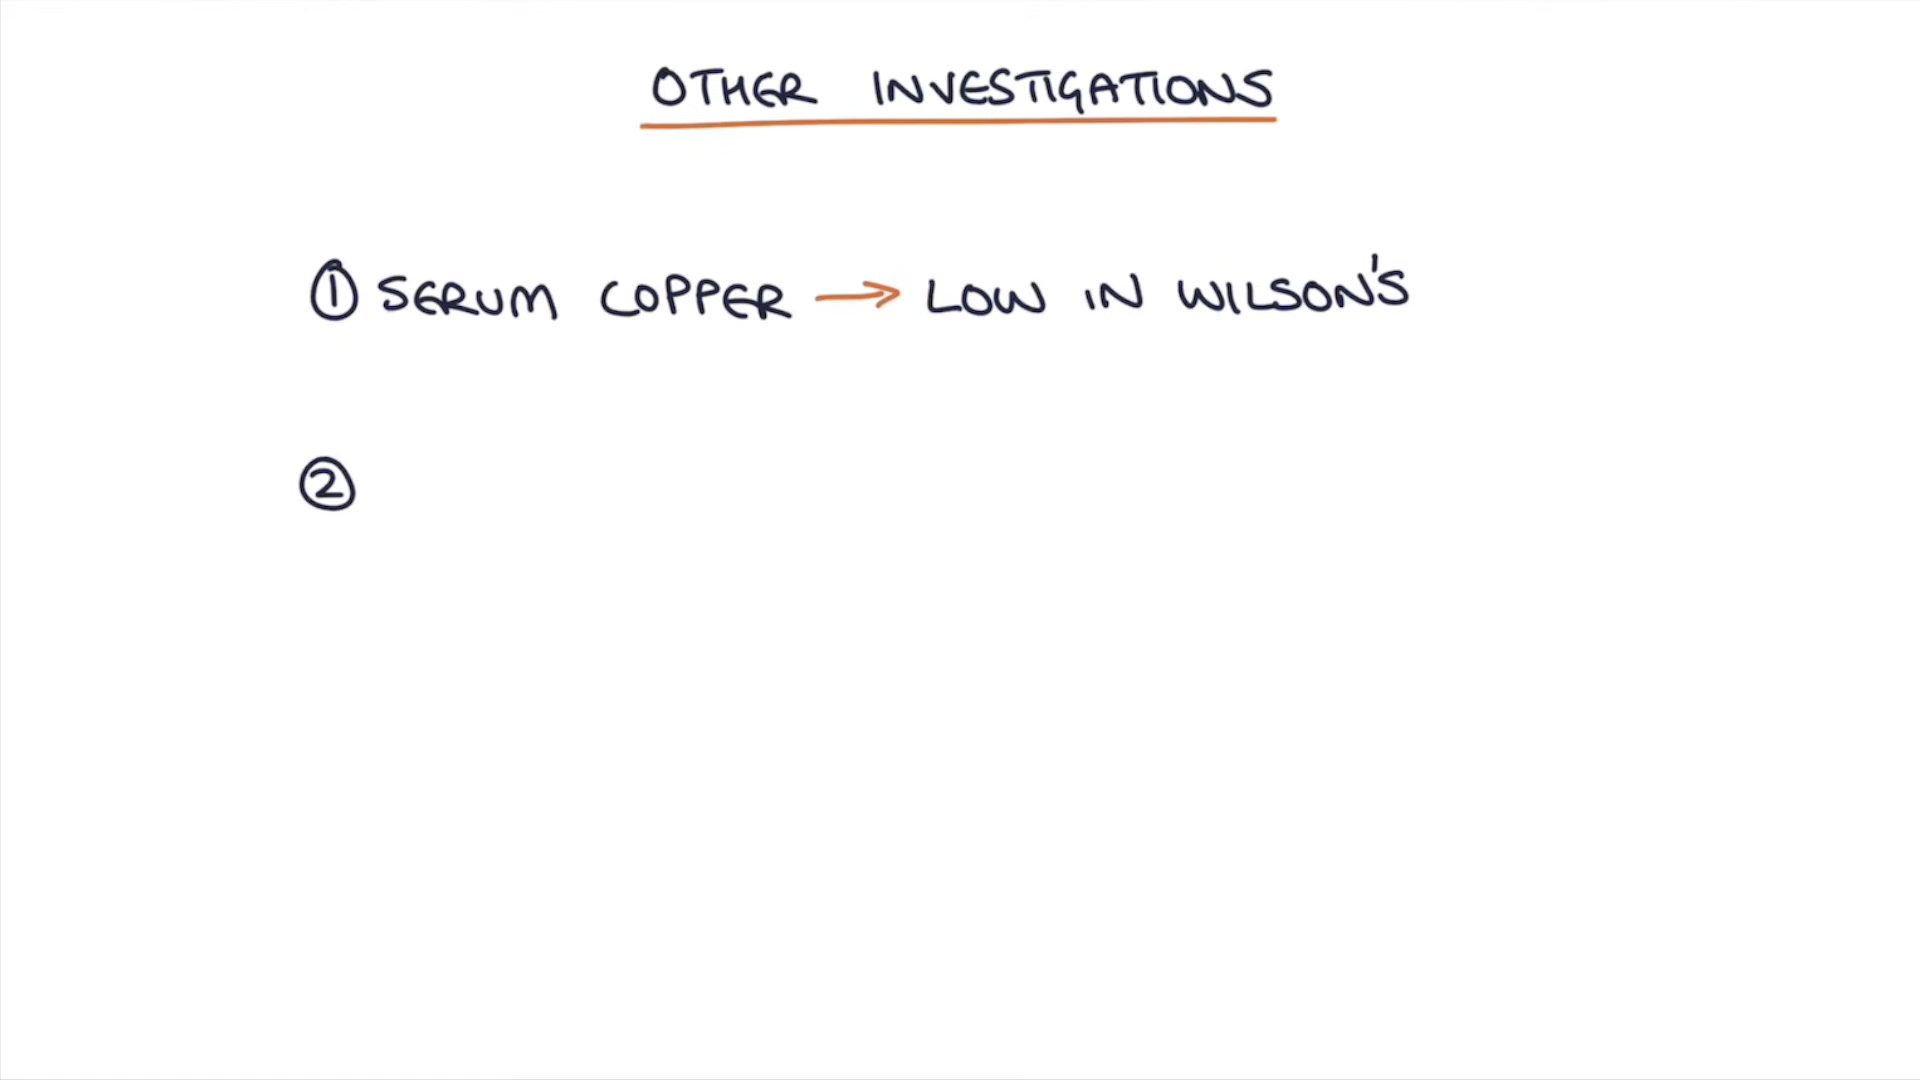 OTHER INVESTIGATIONS
① SERUM COPPER → LOW IN WILSON'S
②